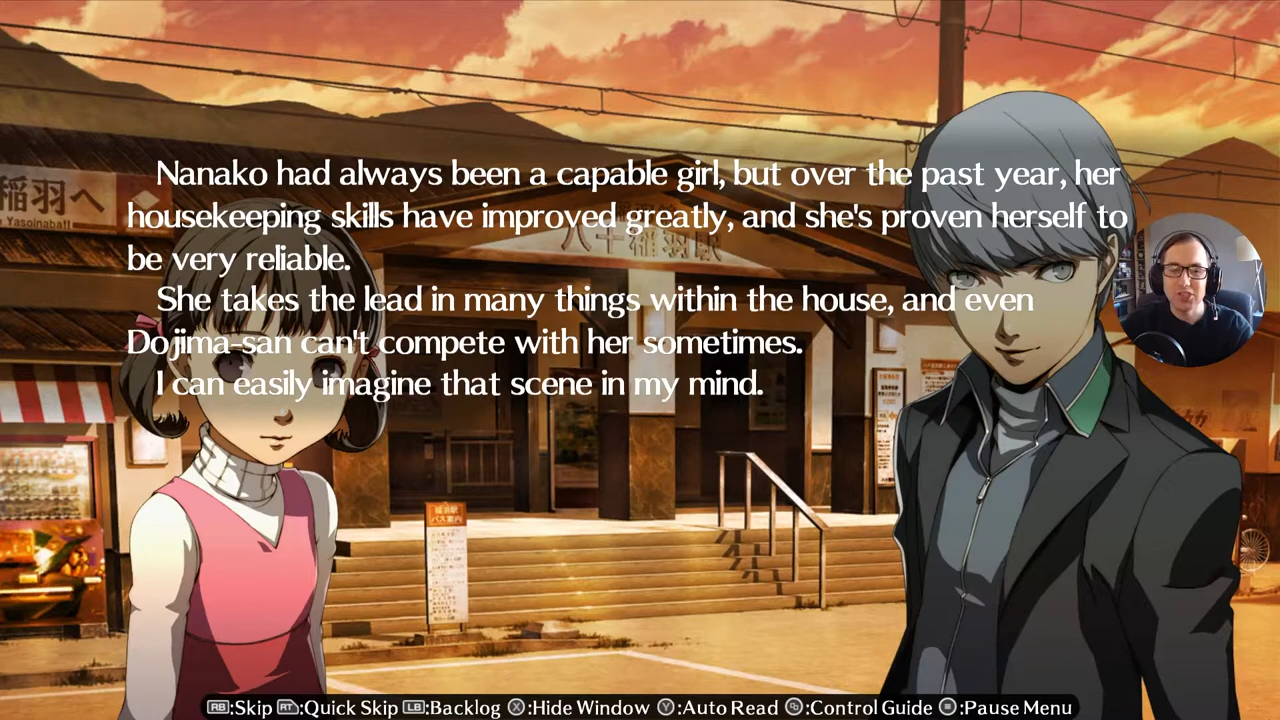 Nanako had always been a capable girl, but over the past year, her
housekeeping skills have improved greatly, and she's proven herself to
be very reliable.
She takes the lead in many things within the house, and even
Dojima-san can't compete with her sometimes.
I can easily imagine that scene in my mind.
稲羽へ
Yasoinaba!!
八十稲羽駅
RB:Skip RT:Quick Skip LB:Backlog X:Hide Window Y:Auto Read :Control Guide :Pause Menu